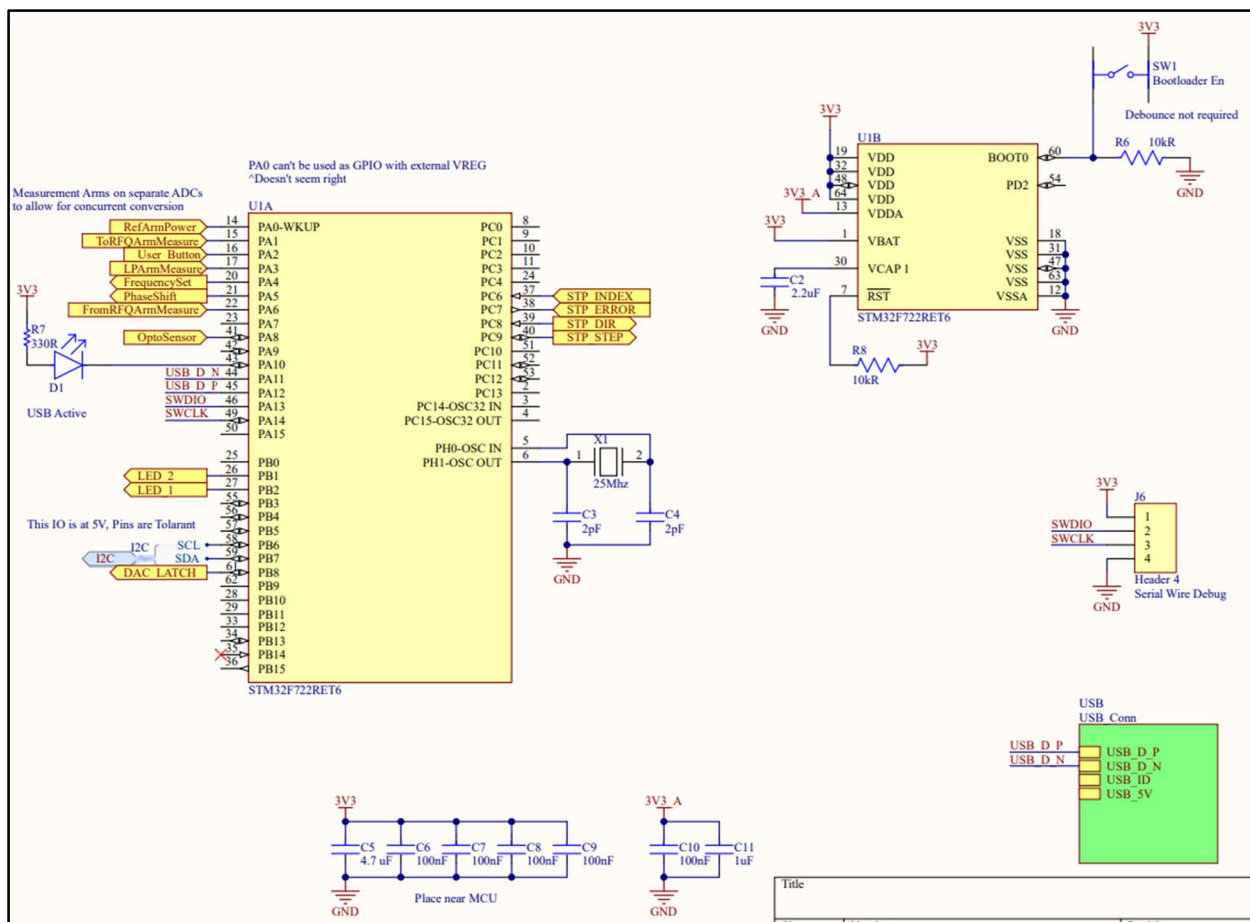 PA0 can't be used as GPIO with external VREG
^Doesn't seem right
Measurement Arms on separate ADCs
to allow for concurrent conversion
U1A
RefArmPower 14 PA0-WKUP
ToRFQArmMeasure 15 PA1
User_Button 16 PA2
LPArmMeasure 17 PA3
FrequencySet 20 PA4
PhaseShift 21 PA5
FromRFQArmMeasure 22 PA6
23 PA7
OptoSensor 41 PA8
42 PA9
43 PA10
USB_D_N 44 PA11
USB_D_P 45 PA12
SWDIO 46 PA13
SWCLK 49 PA14
50 PA15
3V3
R7
330R
D1
USB Active
25 PB0
LED_2 26 PB1
LED_1 27 PB2
55 PB3
56 PB4
57 PB5
This IO is at 5V, Pins are Tolarant
I2C I2C SCL 58 PB6
SDA 59 PB7
DAC_LATCH 61 PB8
62 PB9
28 PB10
29 PB11
33 PB12
34 PB13
35 PB14
36 PB15
STM32F722RET6
PC0 8
PC1 9
PC2 10
PC3 11
PC4 24
PC6 37 STP_INDEX
PC7 38 STP_ERROR
PC8 39 STP_DIR
PC9 40 STP_STEP
PC10 51
PC11 52
PC12 53
PC13 2
PC14-OSC32 IN 3
PC15-OSC32 OUT 4
PH0-OSC IN 5
PH1-OSC OUT 6
X1
1 2
25Mhz
C3
2pF
C4
2pF
GND
3V3
SW1
Bootloader En
Debounce not required
R6 10kR
GND
3V3
U1B
19 VDD
32 VDD
48 VDD
64 VDD
3V3_A 13 VDDA
3V3 1 VBAT
30 VCAP 1
7 RST
BOOT0 60
PD2 54
VSS 18
VSS 31
VSS 47
VSS 63
VSSA 12
STM32F722RET6
C2
2.2uF
GND
GND
R8
10kR
3V3
3V3
J6
1
SWDIO 2
SWCLK 3
4
GND
Header 4
Serial Wire Debug
USB
USB_Conn
USB_D_P USB_D_P
USB_D_N USB_D_N
USB_ID
USB_5V
3V3
C5
4.7 uF
C6
100nF
C7
100nF
C8
100nF
C9
100nF
GND
Place near MCU
3V3_A
C10
100nF
C11
1uF
GND
Title